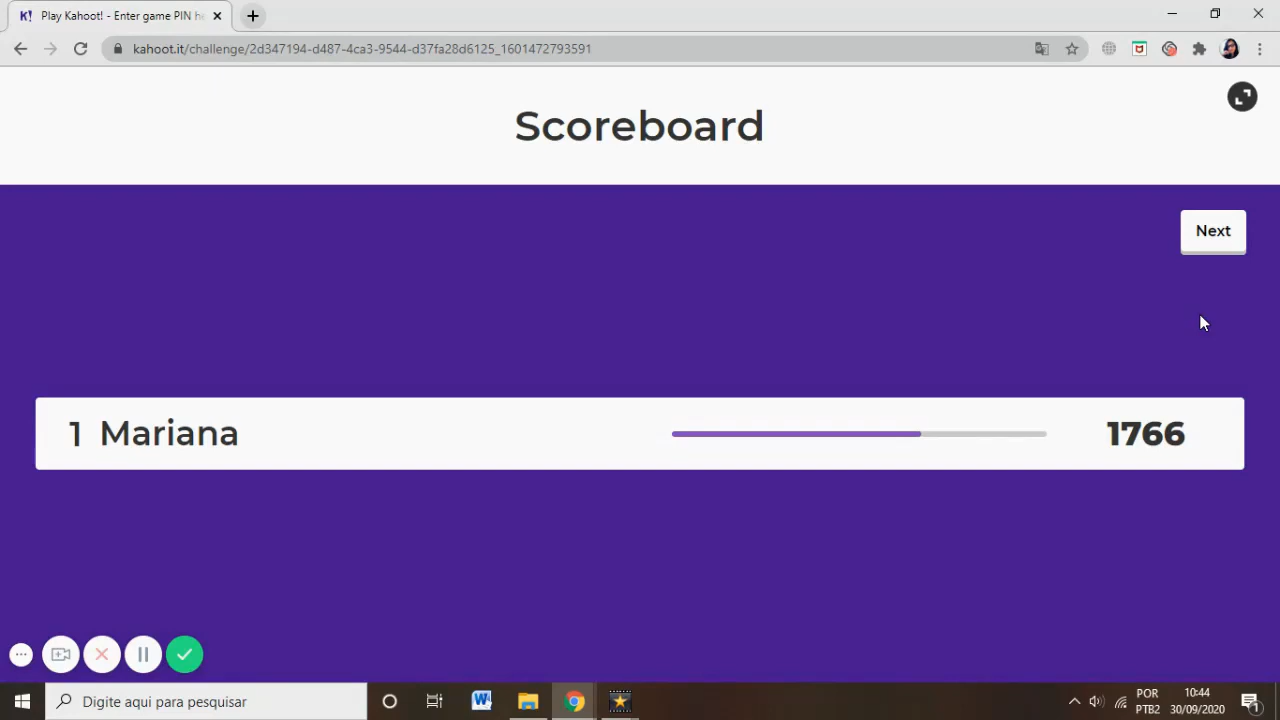 K! Play Kahoot! - Enter game PIN he
kahoot.it/challenge/2d347194-d487-4ca3-9544-d37fa28d6125_1601472793591
Scoreboard
Next
1 Mariana 1766
Digite aqui para pesquisar
POR
PTB2
10:44
30/09/2020
1